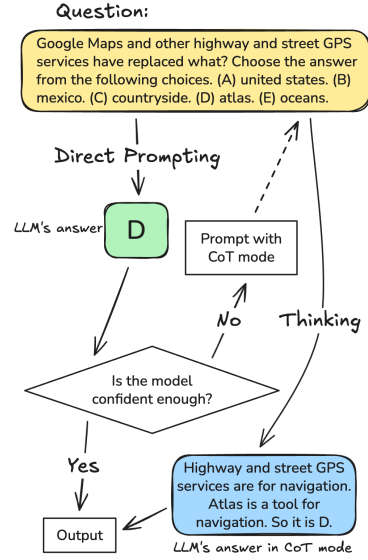 Question:
Google Maps and other highway and street GPS
services have replaced what? Choose the answer
from the following choices. (A) united states. (B)
mexico. (C) countryside. (D) atlas. (E) oceans.
Direct Prompting
LLM's answer
D
Prompt with
CoT mode
No
Thinking
Is the model
confident enough?
Yes
Highway and street GPS
services are for navigation.
Atlas is a tool for
navigation. So it is D.
Output
LLM's answer in CoT mode